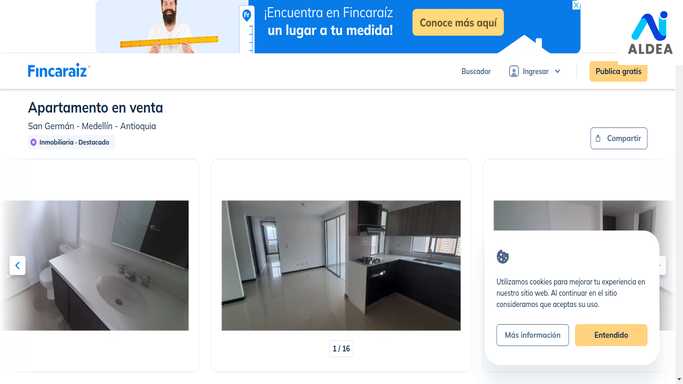 ¡Encuentra en Fincaraíz
un lugar a tu medida!
Conoce más aquí
Fr
ALDEA
Fincaraiz
Buscador
Ingresar
Publica gratis
Apartamento en venta
San Germán - Medellín - Antioquia
Inmobiliaria · Destacado
Compartir
1 / 16
Utilizamos cookies para mejorar tu experiencia en
nuestro sitio web. Al continuar en el sitio
consideramos que aceptas su uso.
Más información
Entendido